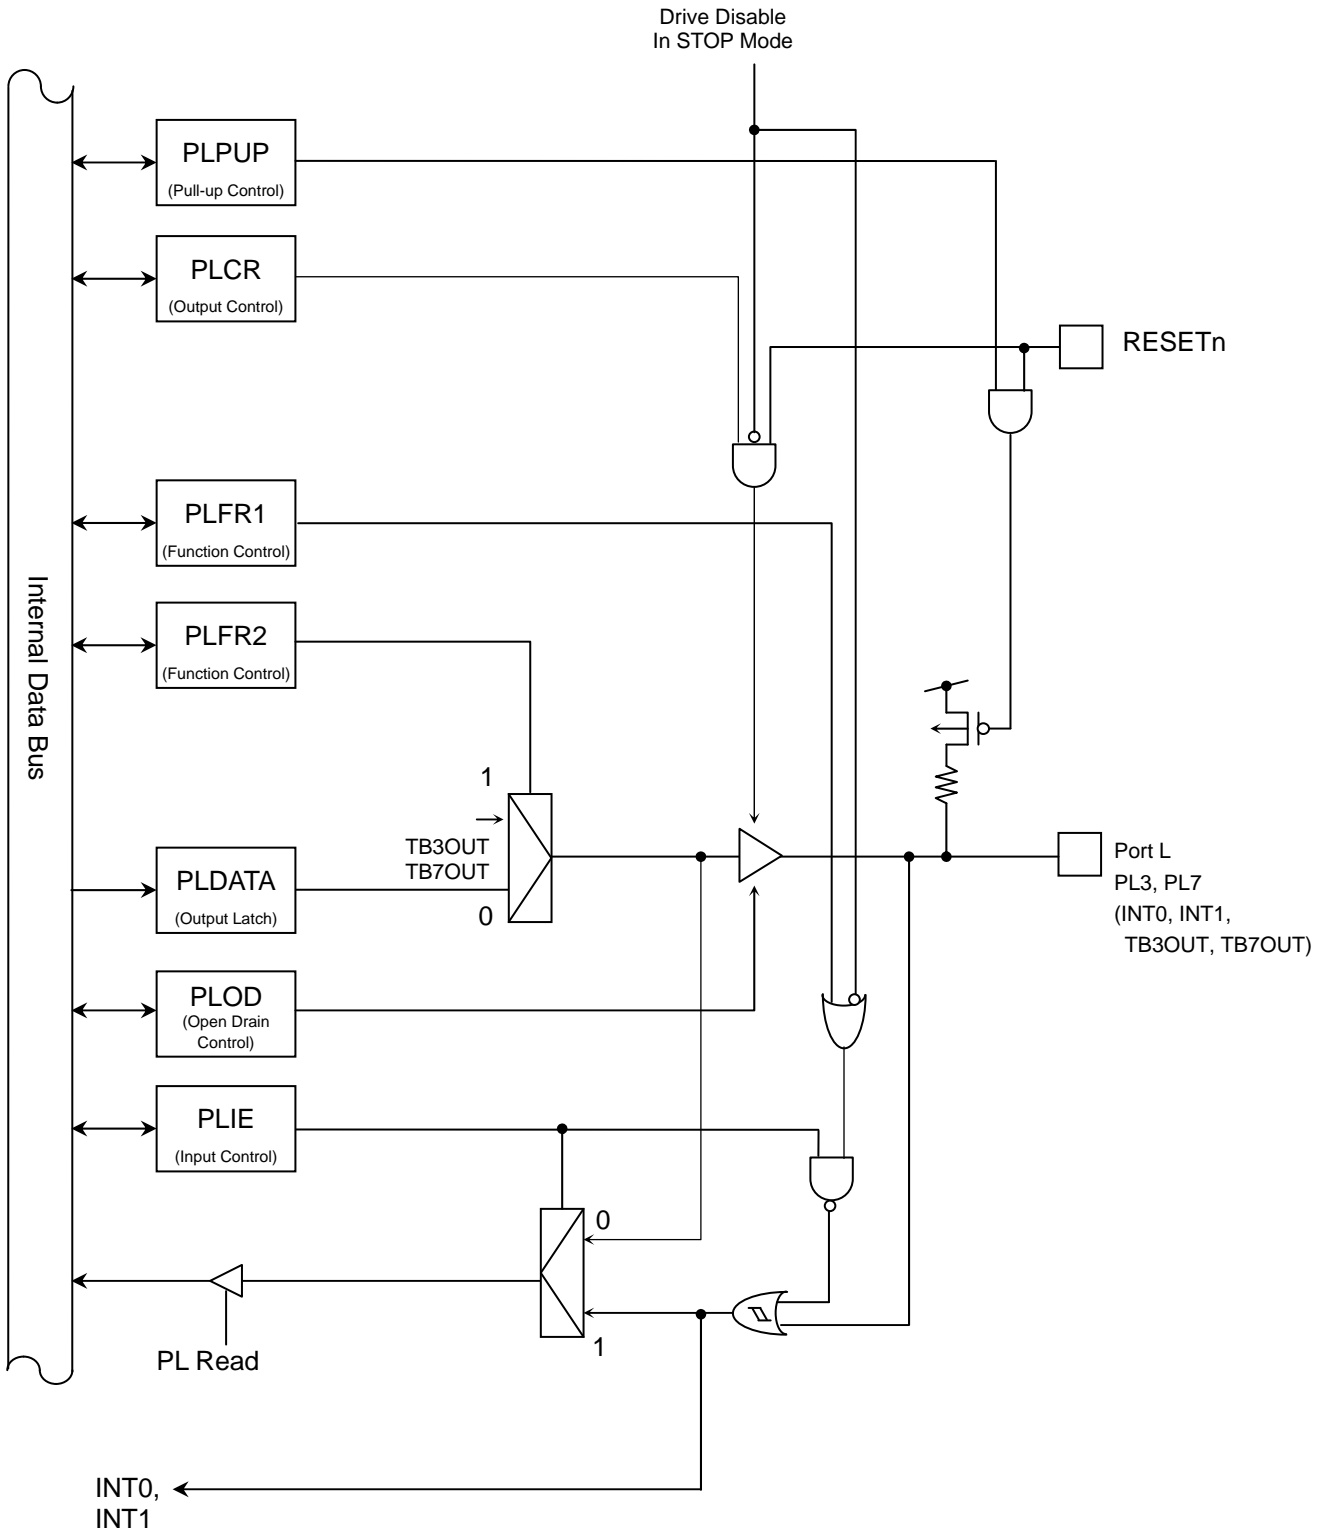 Drive Disable
In STOP Mode
PLPUP
(Pull-up Control)
PLCR
(Output Control)
RESETn
PLFR1
(Function Control)
Internal Data Bus
PLFR2
(Function Control)
1
TB3OUT
TB7OUT
PLDATA
(Output Latch)
0
Port L
PL3, PL7
(INT0, INT1,
TB3OUT, TB7OUT)
PLOD
(Open Drain
Control)
PLIE
(Input Control)
0
1
PL Read
INT0,
INT1